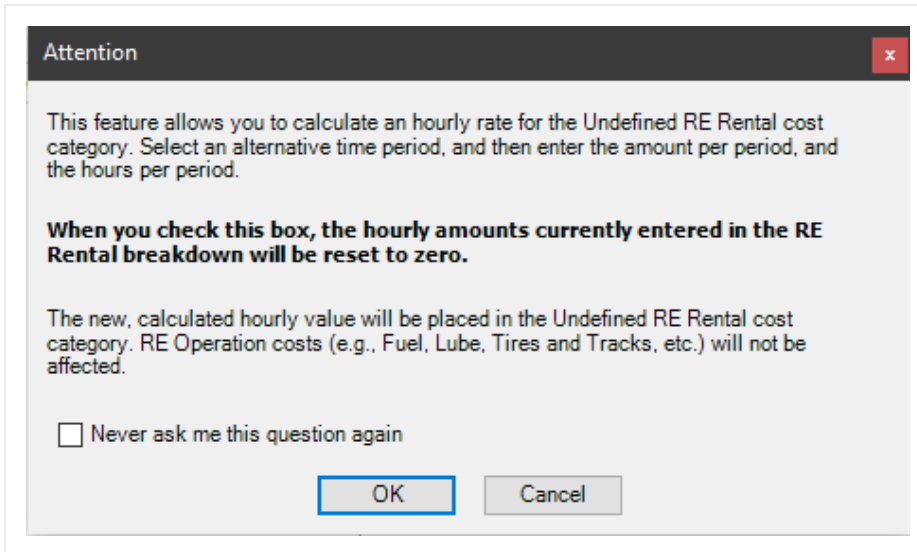 Attention
x
This feature allows you to calculate an hourly rate for the Undefined RE Rental cost
category. Select an alternative time period, and then enter the amount per period, and
the hours per period.
When you check this box, the hourly amounts currently entered in the RE
Rental breakdown will be reset to zero.
The new, calculated hourly value will be placed in the Undefined RE Rental cost
category. RE Operation costs (e.g., Fuel, Lube, Tires and Tracks, etc.) will not be
affected.
Never ask me this question again
OK Cancel